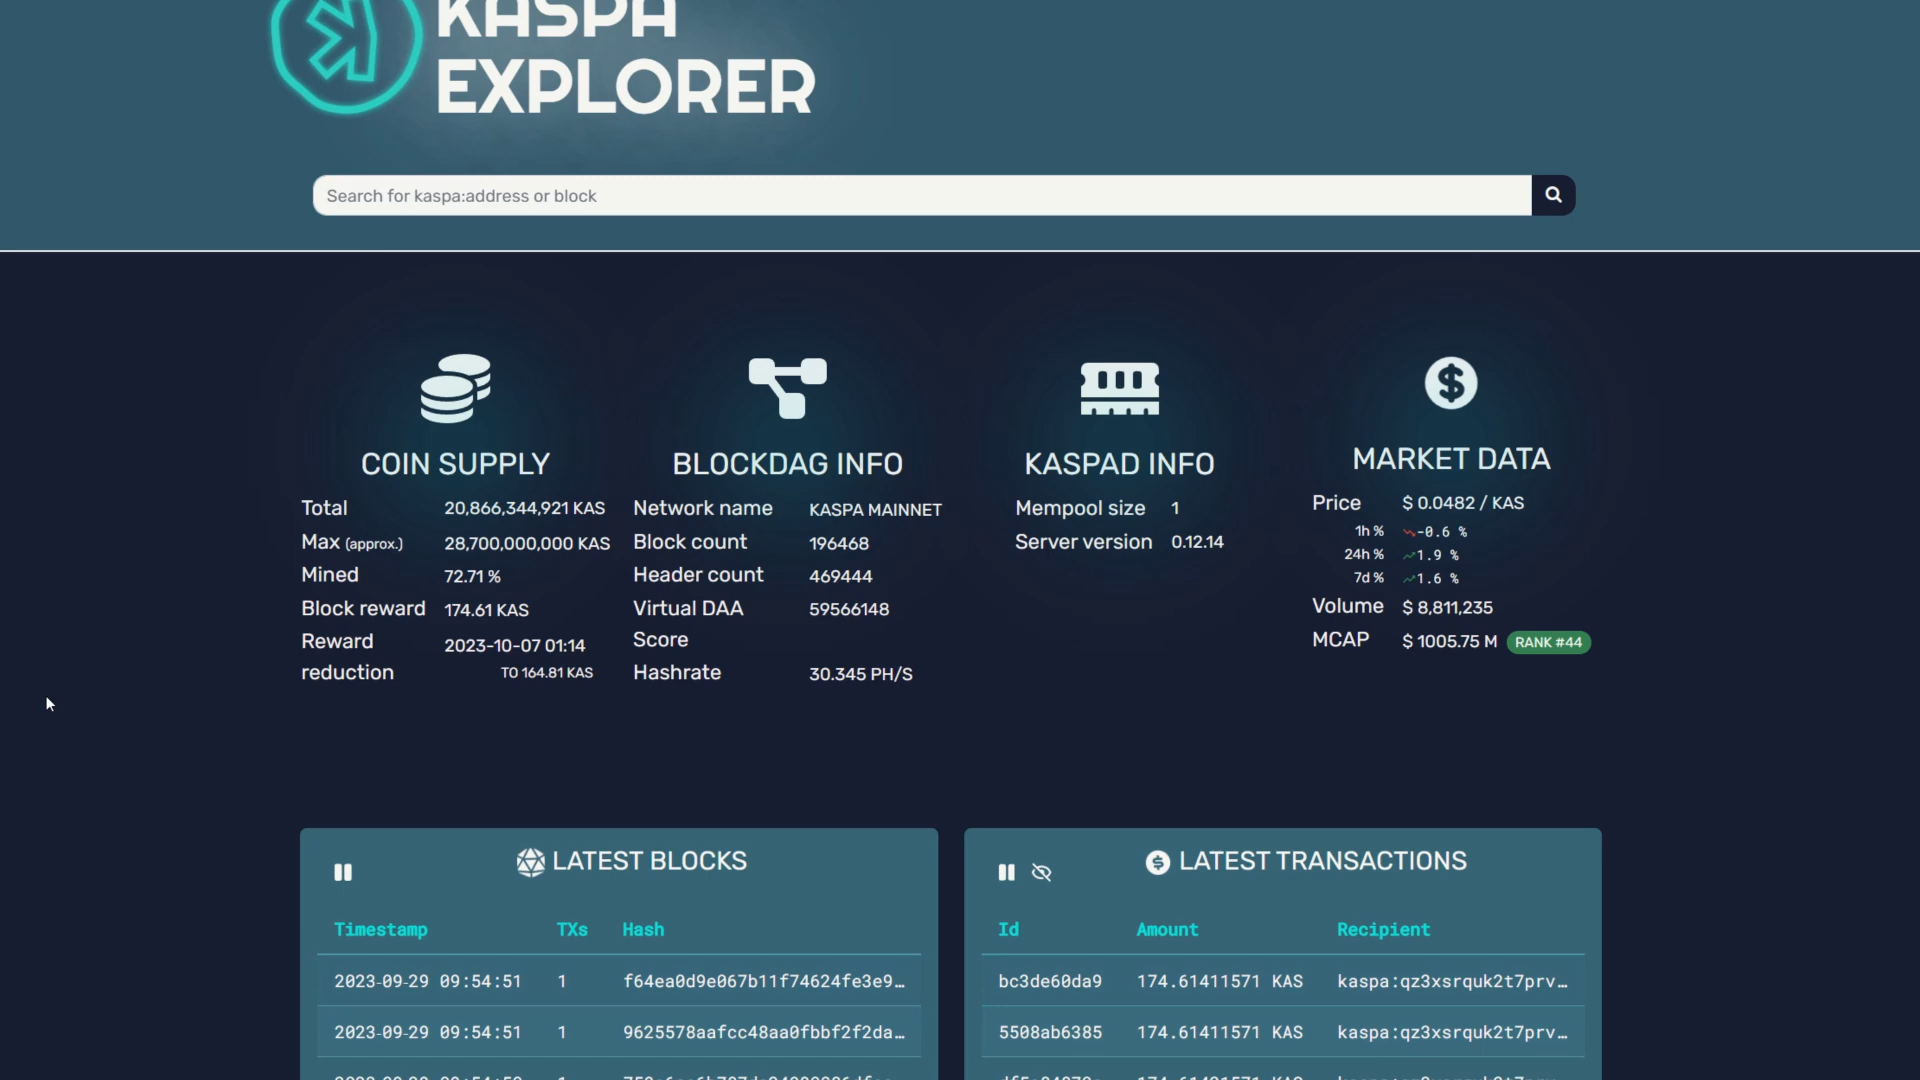 KASPA
EXPLORER
Search for kaspa:address or block
COIN SUPPLY
Total 20,866,344,921 KAS
Max (approx.) 28,700,000,000 KAS
Mined 72.71 %
Block reward 174.61 KAS
Reward reduction 2023-10-07 01:14
TO 164.81 KAS
BLOCKDAG INFO
Network name KASPA MAINNET
Block count 196468
Header count 469444
Virtual DAA Score 59566148
Hashrate 30.345 PH/S
KASPAD INFO
Mempool size 1
Server version 0.12.14
MARKET DATA
Price $ 0.0482 / KAS
1h % -0.6 %
24h % 1.9 %
7d % 1.6 %
Volume $ 8,811,235
MCAP $ 1005.75 M RANK #44
LATEST BLOCKS
Timestamp TXs Hash
2023-09-29 09:54:51 1 f64ea0d9e067b11f74624fe3e9…
2023-09-29 09:54:51 1 9625578aafcc48aa0fbbf2f2da…
LATEST TRANSACTIONS
Id Amount Recipient
bc3de60da9 174.61411571 KAS kaspa:qz3xsrquk2t7prv…
5508ab6385 174.61411571 KAS kaspa:qz3xsrquk2t7prv…